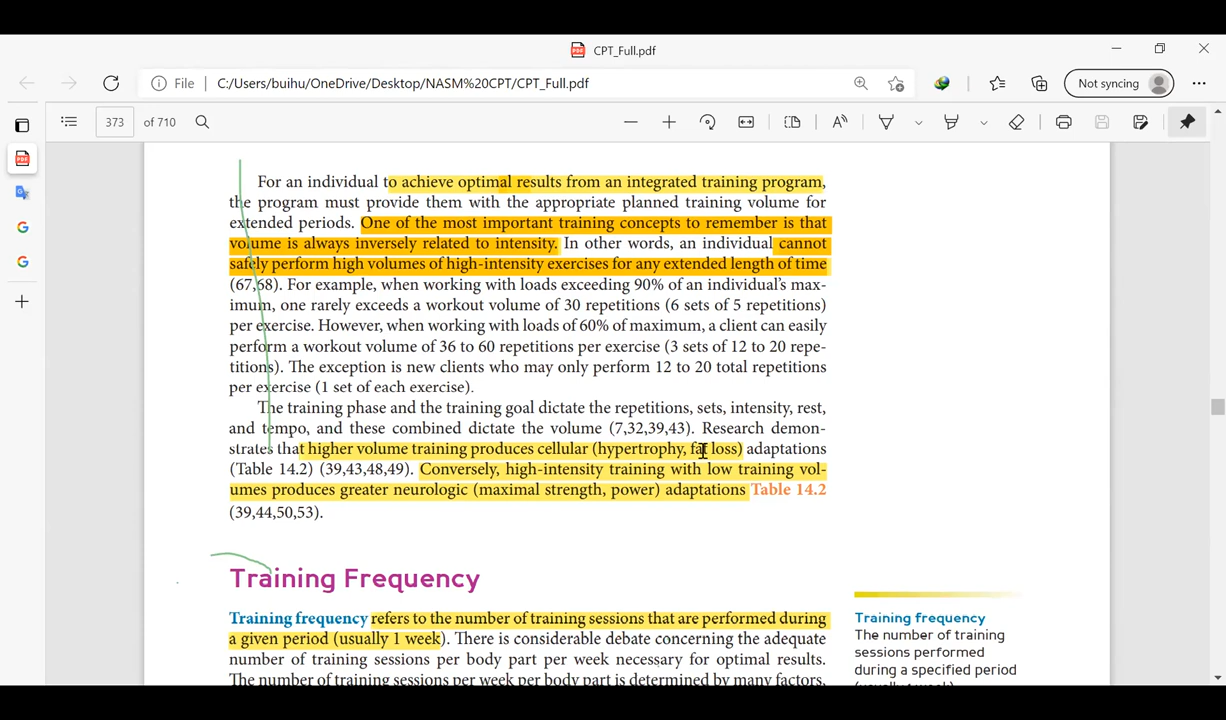 CPT_Full.pdf
File
C:/Users/buihu/OneDrive/Desktop/NASM%20CPT/CPT_Full.pdf
Not syncing
373 of 710
For an individual to achieve optimal results from an integrated training program,
the program must provide them with the appropriate planned training volume for
extended periods. One of the most important training concepts to remember is that
volume is always inversely related to intensity. In other words, an individual cannot
safely perform high volumes of high-intensity exercises for any extended length of time
(67,68). For example, when working with loads exceeding 90% of an individual's max-
imum, one rarely exceeds a workout volume of 30 repetitions (6 sets of 5 repetitions)
per exercise. However, when working with loads of 60% of maximum, a client can easily
perform a workout volume of 36 to 60 repetitions per exercise (3 sets of 12 to 20 repe-
titions). The exception is new clients who may only perform 12 to 20 total repetitions
per exercise (1 set of each exercise).
The training phase and the training goal dictate the repetitions, sets, intensity, rest,
and tempo, and these combined dictate the volume (7,32,39,43). Research demon-
strates that higher volume training produces cellular (hypertrophy, fat loss) adaptations
(Table 14.2) (39,43,48,49). Conversely, high-intensity training with low training vol-
umes produces greater neurologic (maximal strength, power) adaptations Table 14.2
(39,44,50,53).
Training Frequency
Training frequency refers to the number of training sessions that are performed during
a given period (usually 1 week). There is considerable debate concerning the adequate
number of training sessions per body part per week necessary for optimal results.
The number of training sessions per week per body part is determined by many factors,
Training frequency
The number of training
sessions performed
during a specified period
(usually 1 week)